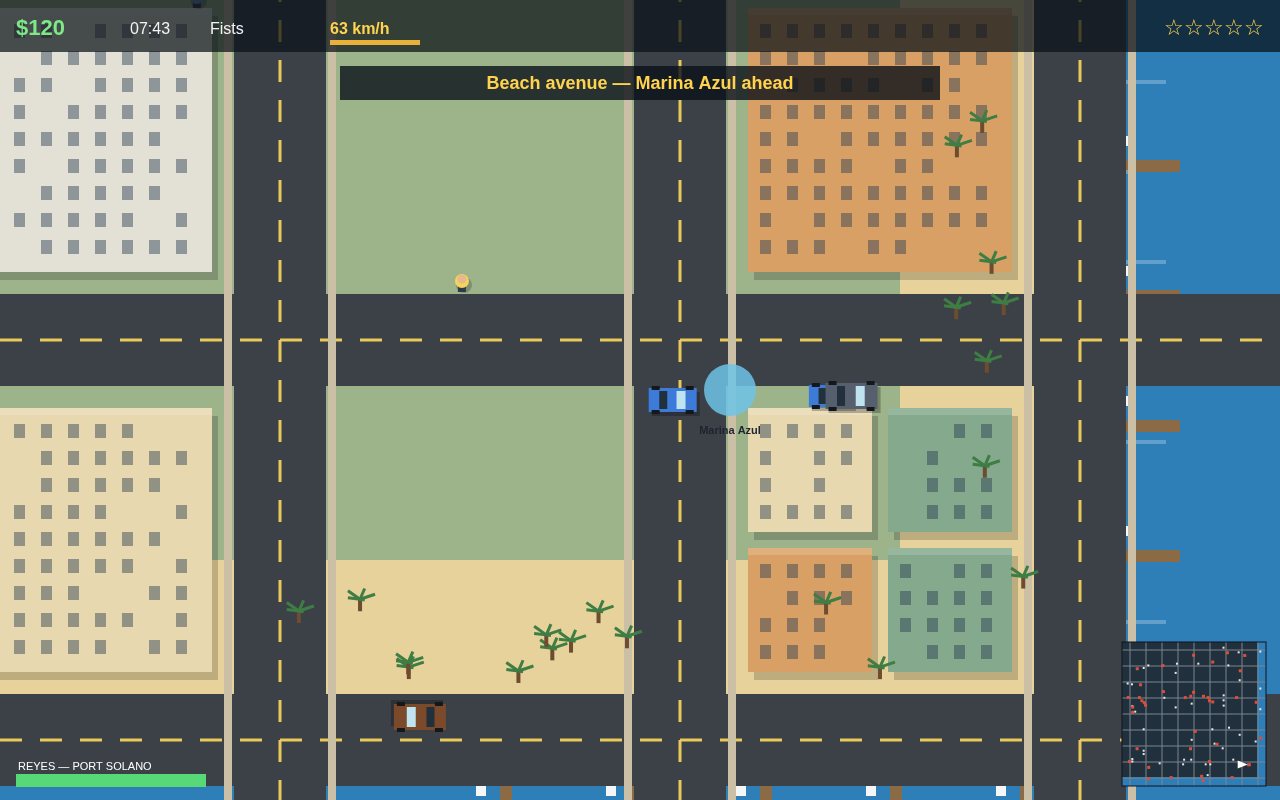 $120 07:43 Fists 63 km/h ☆☆☆☆☆
Beach avenue — Marina Azul ahead
Marina Azul
REYES — PORT SOLANO